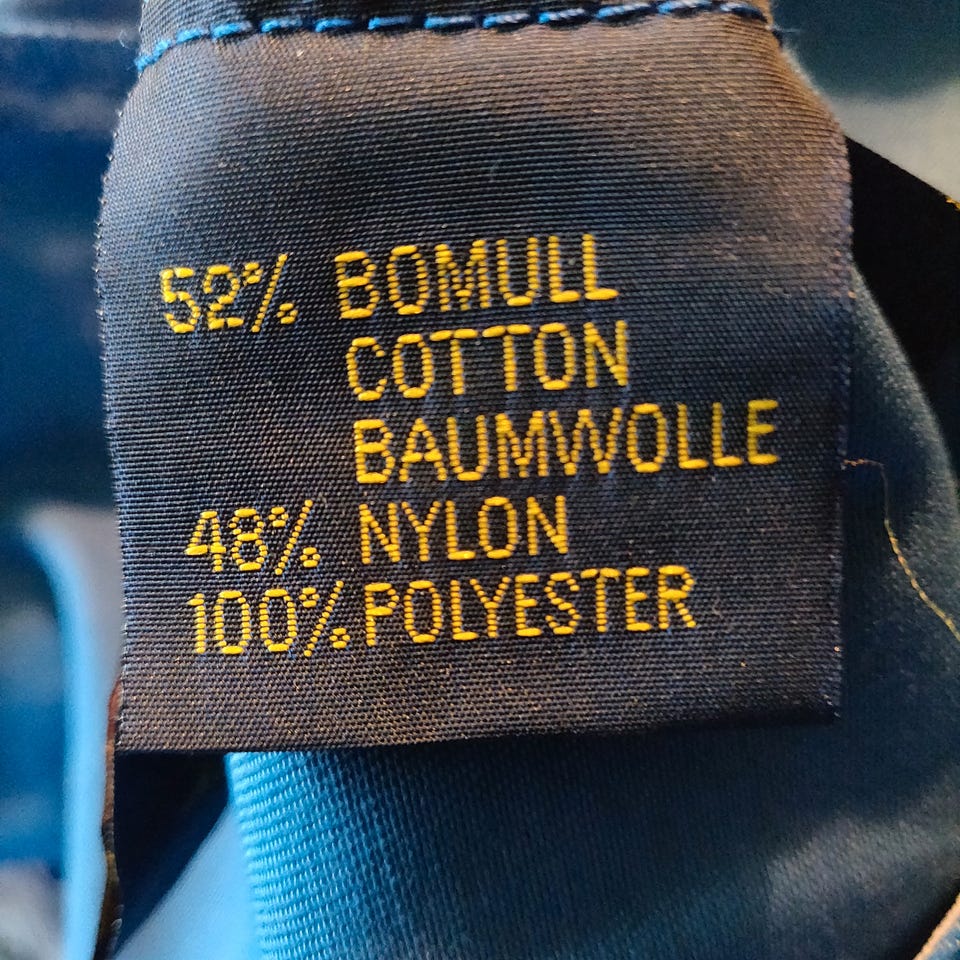 52% BOMULL
COTTON
BAUMWOLLE
48% NYLON
100% POLYESTER